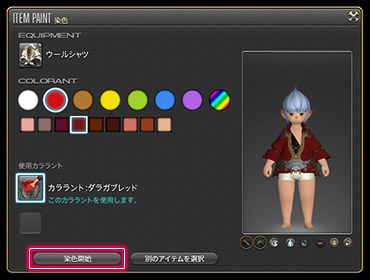 ITEM PAINT 染色
EQUIPMENT
ウールシャツ
COLORANT
使用カララント
カララント:ダラガブレッド
このカララントを使用します。
染色開始
別のアイテムを選択